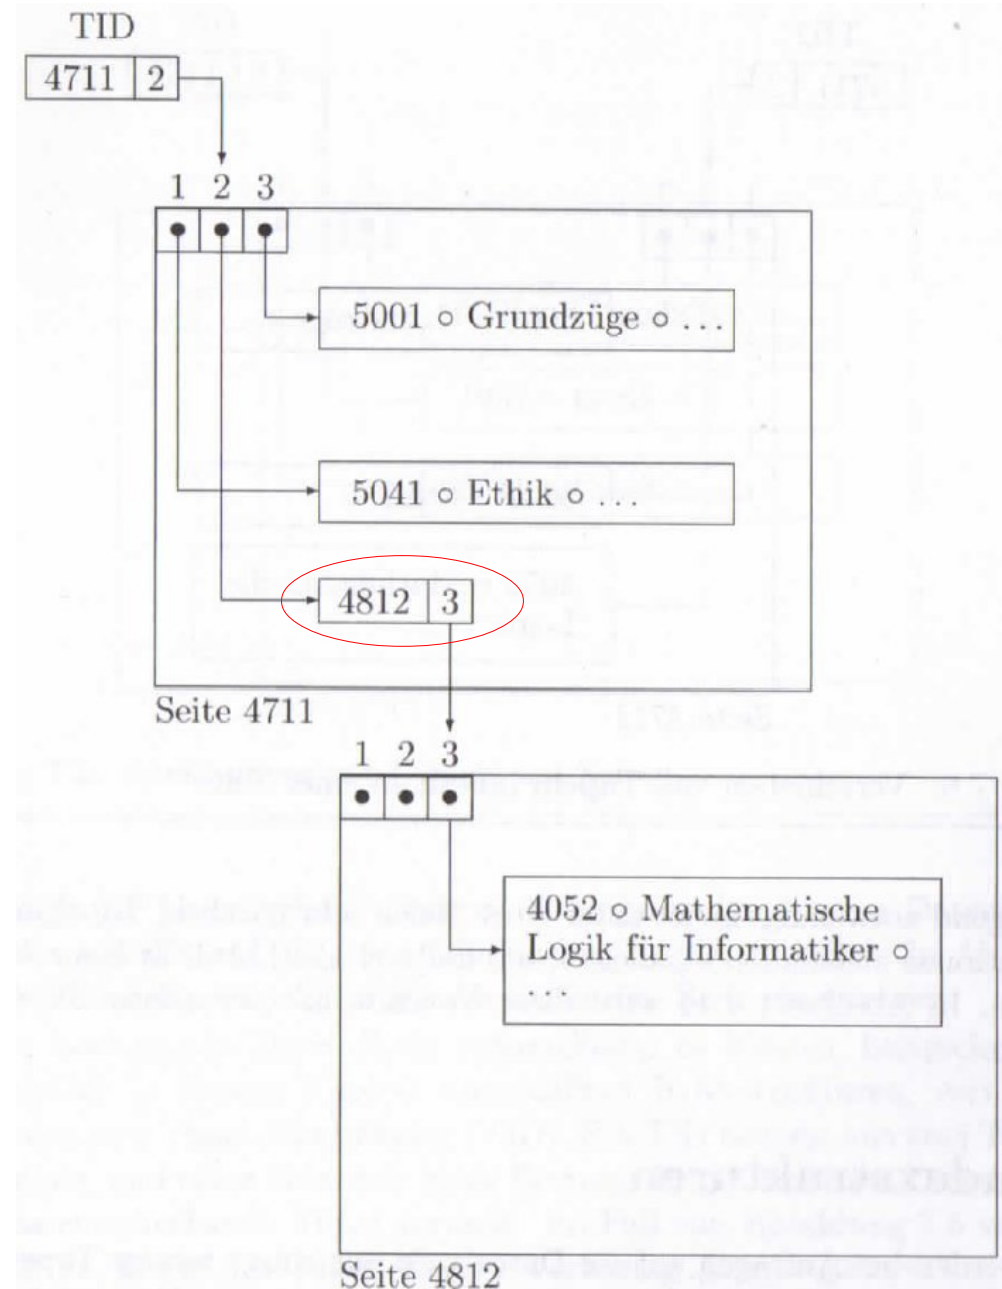 TID
4711 2
1 2 3
5001 ∘ Grundzüge ∘ ...
5041 ∘ Ethik ∘ ...
4812 3
Seite 4711
1 2 3
4052 ∘ Mathematische
Logik für Informatiker ∘
...
Seite 4812